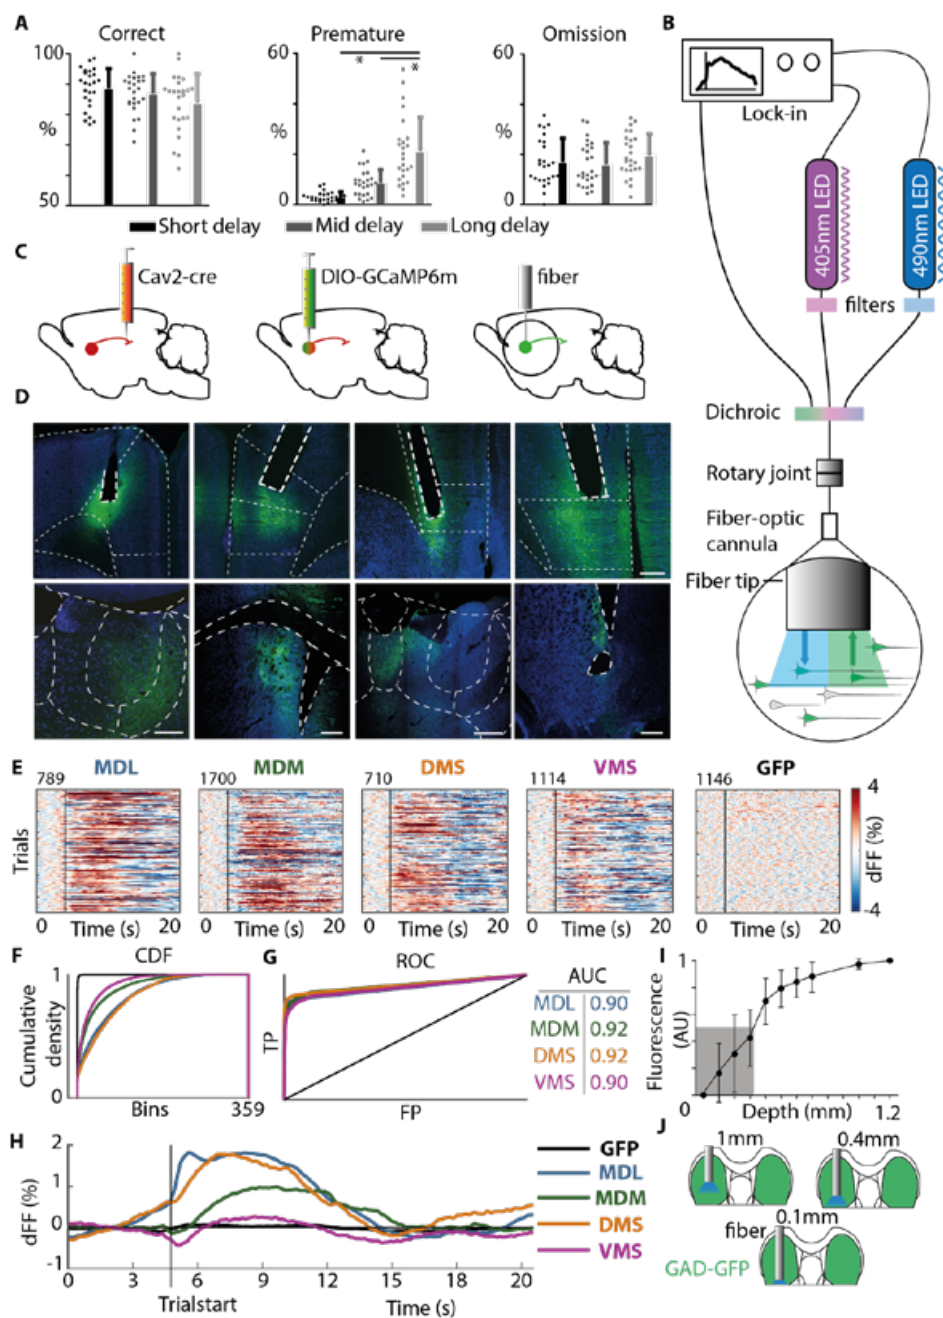 A
Correct
100
%
50
Premature
60
%
0
*
*
Omission
60
%
0
Short delay
Mid delay
Long delay
B
Lock-in
405nm LED
490nm LED
filters
Dichroic
Rotary joint
Fiber-optic
cannula
Fiber tip
C
Cav2-cre
DIO-GCaMP6m
fiber
D
E
MDL
MDM
DMS
VMS
GFP
789
1700
710
1114
1146
Trials
0 Time (s) 20
0 Time (s) 20
0 Time (s) 20
0 Time (s) 20
0 Time (s) 20
4
dFF (%)
-4
F
CDF
1
Cumulative
density
0
Bins
359
G
ROC
TP
FP
AUC
MDL 0.90
MDM 0.92
DMS 0.92
VMS 0.90
H
2
1
0
-1
dFF (%)
0 3 6 9 12 15 18 20
Trialstart
Time (s)
GFP
MDL
MDM
DMS
VMS
I
1
Fluorescence
(AU)
0
Depth (mm)
1.2
J
1mm
0.4mm
0.1mm
fiber
GAD-GFP